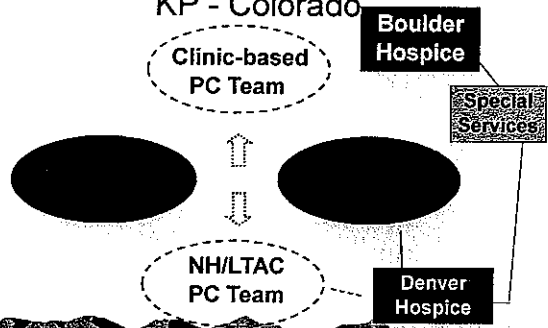 KP - Colorado
Boulder
Hospice
Clinic-based
PC Team
Special
Services
NH/LTAC
PC Team
Denver
Hospice